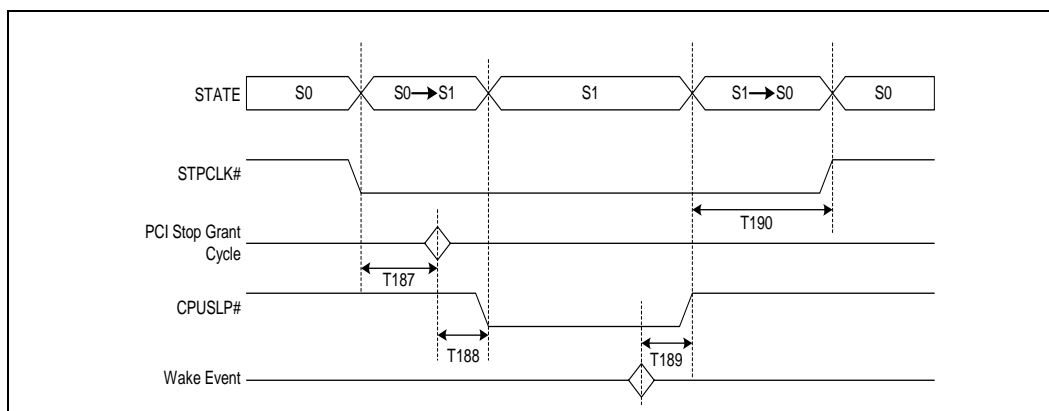 STATE
S0
S0→S1
S1
S1→S0
S0
STPCLK#
T190
PCI Stop Grant
Cycle
T187
CPUSLP#
T188
T189
Wake Event